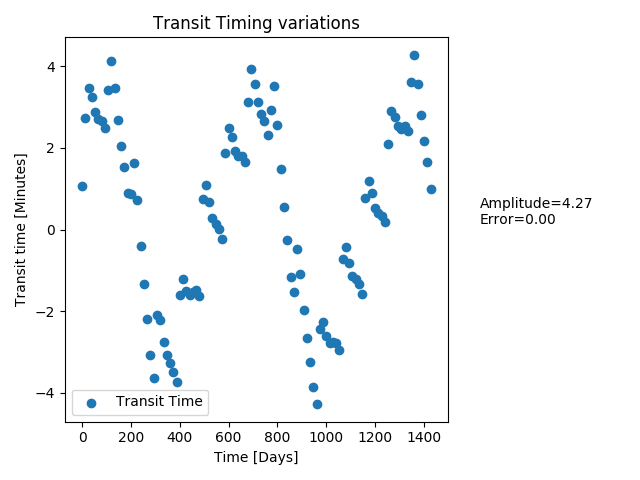 Transit Timing variations
Transit time [Minutes]
4
2
0
−2
−4
Transit Time
0 200 400 600 800 1000 1200 1400
Time [Days]
Amplitude=4.27
Error=0.00